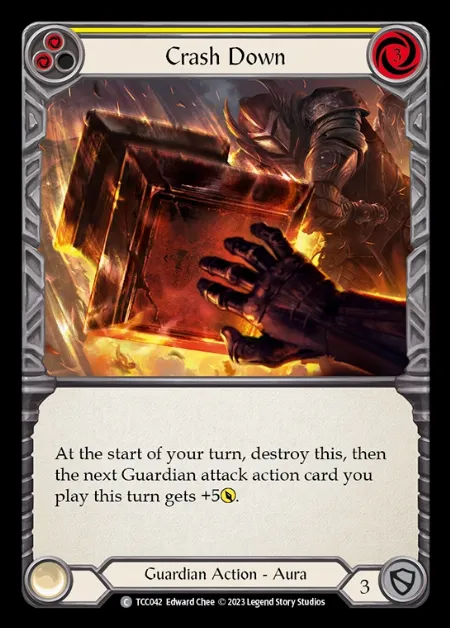 Crash Down
3
At the start of your turn, destroy this, then
the next Guardian attack action card you
play this turn gets +5.
Guardian Action - Aura
3
C TCC042 Edward Chee © 2023 Legend Story Studios